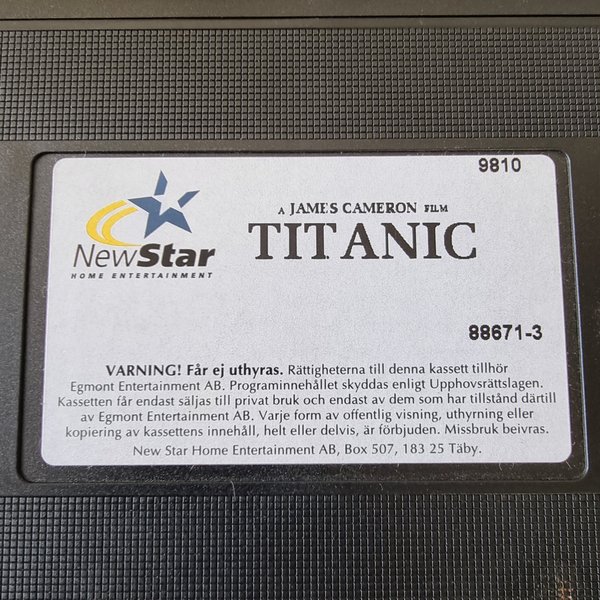 9810
NewStar
HOME ENTERTAINMENT
A JAMES CAMERON FILM
TITANIC
88671-3
VARNING! Får ej uthyras. Rättigheterna till denna kassett tillhör
Egmont Entertainment AB. Programinnehållet skyddas enligt Upphovsrättslagen.
Kassetten får endast säljas till privat bruk och endast av dem som har tillstånd därtill
av Egmont Entertainment AB. Varje form av offentlig visning, uthyrning eller
kopiering av kassettens innehåll, helt eller delvis, är förbjuden. Missbruk beivras.
New Star Home Entertainment AB, Box 507, 183 25 Täby.